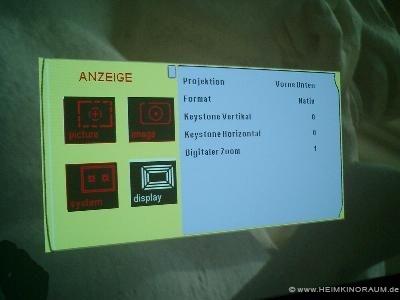 ANZEIGE
picture
image
system
display
Projektion Vorne Unten
Format Nativ
Keystone Vertikal 0
Keystone Horizontal 0
Digitaler Zoom 1
© www.HEIMKINORAUM.de